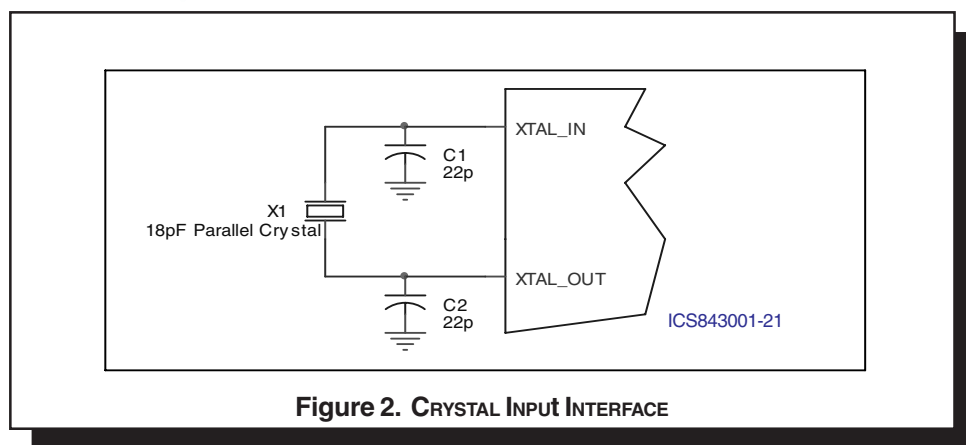 XTAL_IN
C1
22p
X1
18pF Parallel Crystal
XTAL_OUT
C2
22p
ICS843001-21
Figure 2. CRYSTAL INPUt INTERFACE